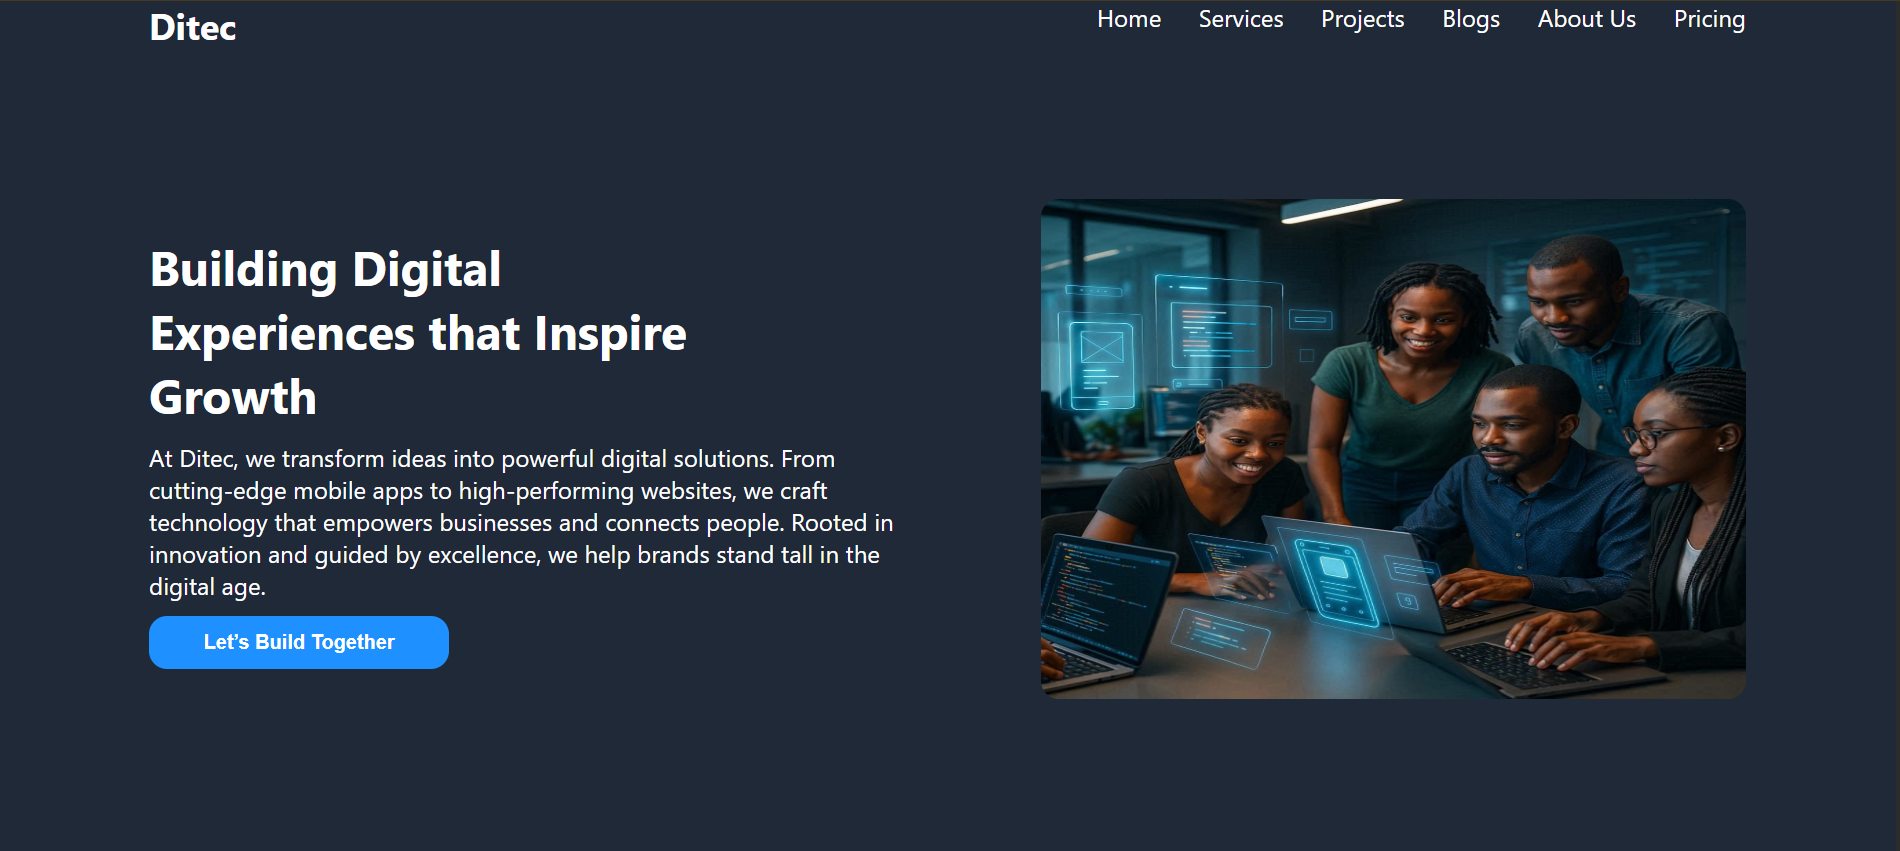 Ditec
Home Services Projects Blogs About Us Pricing
Building Digital
Experiences that Inspire
Growth
At Ditec, we transform ideas into powerful digital solutions. From
cutting-edge mobile apps to high-performing websites, we craft
technology that empowers businesses and connects people. Rooted in
innovation and guided by excellence, we help brands stand tall in the
digital age.
Let’s Build Together